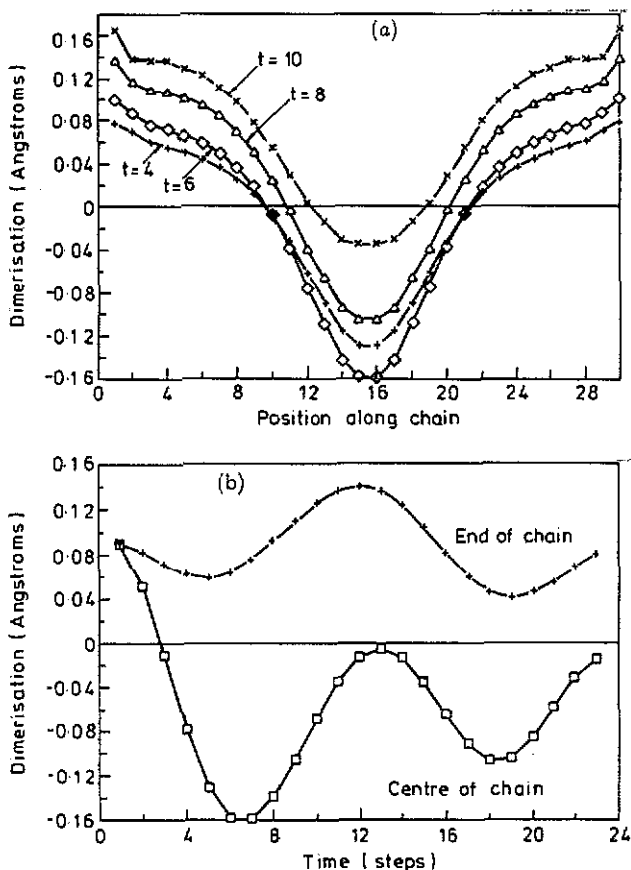 (a)
Dimerisation (Angstroms)
0·16
0·12
0·08
0·04
0
-0·04
-0·08
-0·12
-0·16
t=10
t=8
t=4
t=6
0 4 8 12 16 20 24 28
Position along chain
(b)
Dimerisation (Angstroms)
0·16
0·12
0·08
0·04
0
-0·04
-0·08
-0·12
-0·16
End of chain
Centre of chain
0 4 8 12 16 20 24
Time (steps)